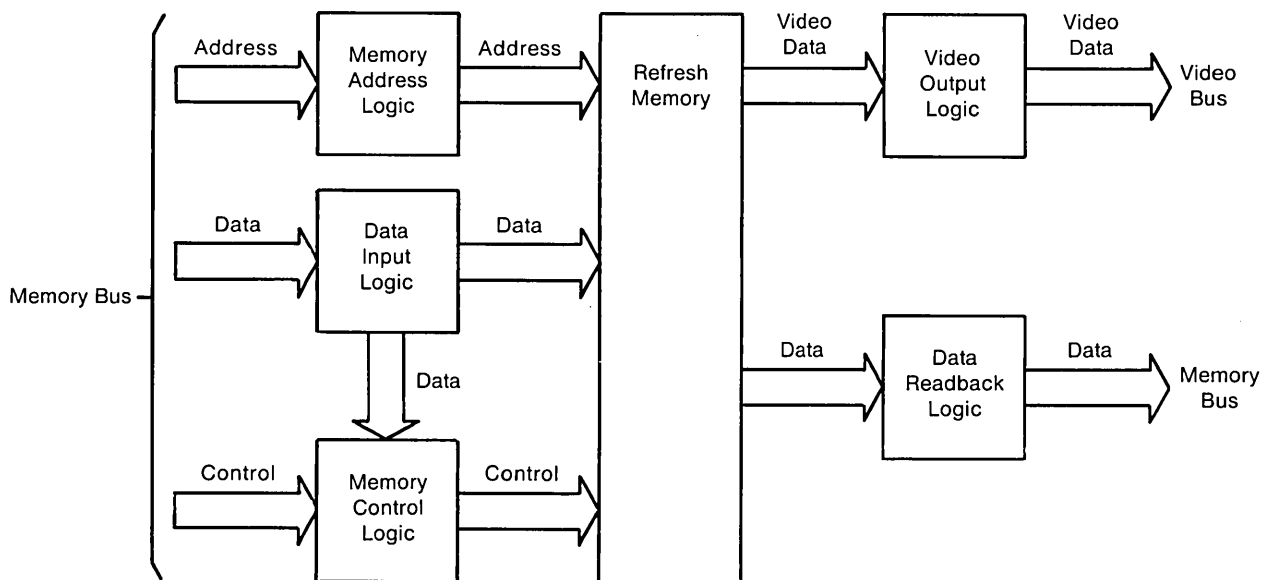 Address
Memory
Address
Logic
Address
Refresh
Memory
Video
Data
Video
Output
Logic
Video
Data
Video
Bus
Data
Data
Input
Logic
Data
Memory Bus
Data
Data
Data
Readback
Logic
Data
Memory
Bus
Control
Memory
Control
Logic
Control